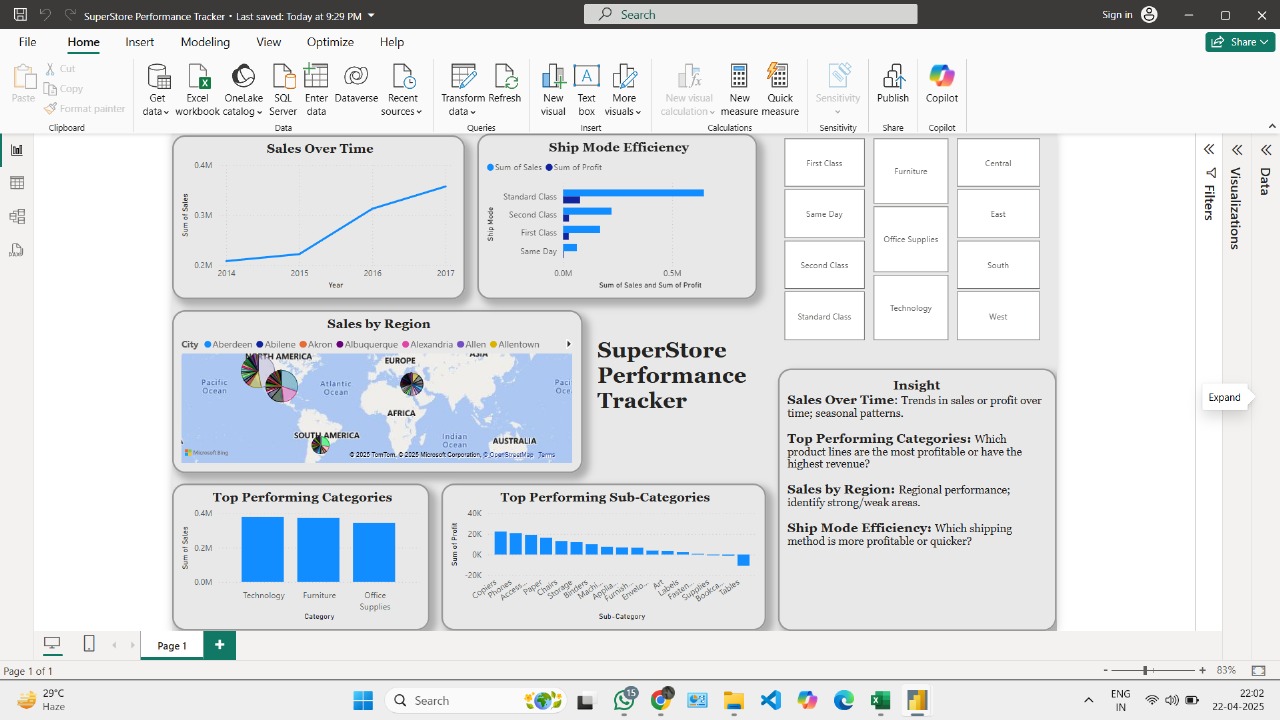 SuperStore Performance Tracker • Last saved: Today at 9:29 PM
Search
Sign in
File Home Insert Modeling View Optimize Help
Share
Paste
Cut
Copy
Format painter
Clipboard
Get data
Excel workbook
OneLake catalog
SQL Server
Enter data
Dataverse
Recent sources
Data
Transform data
Refresh
Queries
New visual
Text box
More visuals
Insert
New visual calculation
New measure
Quick measure
Calculations
Sensitivity
Sensitivity
Publish
Share
Copilot
Copilot
Sales Over Time
0.4M
0.3M
0.2M
Sum of Sales
2014 2015 2016 2017
Year
Ship Mode Efficiency
Sum of Sales Sum of Profit
Ship Mode
Standard Class
Second Class
First Class
Same Day
0.0M 0.5M
Sum of Sales and Sum of Profit
First Class
Same Day
Second Class
Standard Class
Furniture
Office Supplies
Technology
Central
East
South
West
Filters
Visualizations
Data
Expand
Sales by Region
City Aberdeen Abilene Akron Albuquerque Alexandria Allen Allentown
NORTH AMERICA
EUROPE
ASIA
Pacific Ocean
Atlantic Ocean
AFRICA
SOUTH AMERICA
Indian Ocean
AUSTRALIA
Microsoft Bing
© 2025 TomTom, © 2025 Microsoft Corporation, © OpenStreetMap Terms
SuperStore
Performance
Tracker
Insight
Sales Over Time: Trends in sales or profit over
time; seasonal patterns.
Top Performing Categories: Which
product lines are the most profitable or have the
highest revenue?
Sales by Region: Regional performance;
identify strong/weak areas.
Ship Mode Efficiency: Which shipping
method is more profitable or quicker?
Top Performing Categories
0.4M
0.2M
0.0M
Sum of Sales
Technology Furniture Office Supplies
Category
Top Performing Sub-Categories
40K
20K
0K
-20K
Sum of Profit
Copiers Phones Access... Paper Chairs Storage Binders Machi... Applia... Furnish... Envelo... Art Labels Fasten... Supplies Bookca... Tables
Sub-Category
Page 1
Page 1 of 1
83%
29°C
Haze
Search
15
ENG
IN
22:02
22-04-2025